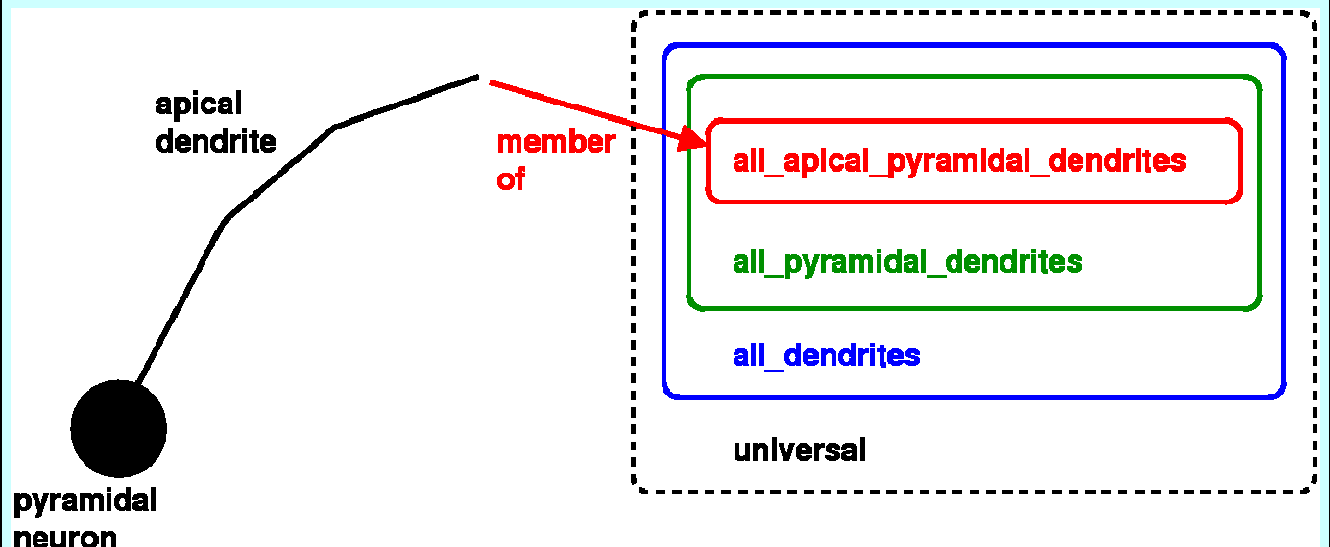 apical
dendrite
member
of
all_apical_pyramidal_dendrites
all_pyramidal_dendrites
all_dendrites
universal
pyramidal
neuron